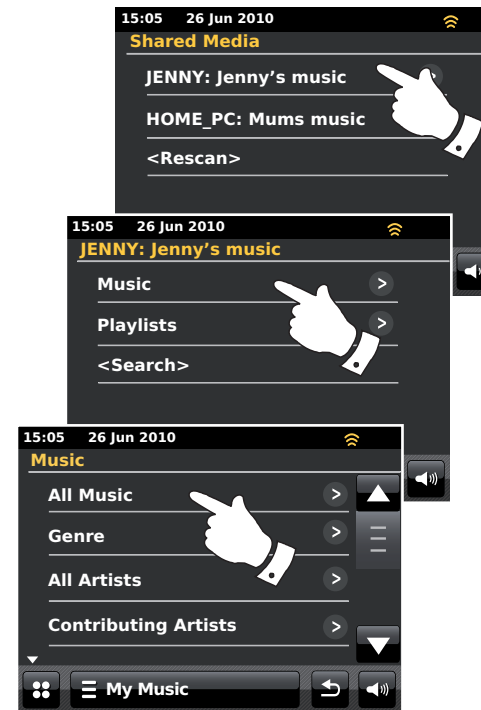 15:05 26 Jun 2010
Shared Media
JENNY: Jenny’s music >
HOME_PC: Mums music
<Rescan>
15:05 26 Jun 2010
JENNY: Jenny’s music
Music >
Playlists >
<Search>
15:05 26 Jun 2010
Music
All Music >
Genre >
All Artists >
Contributing Artists >
My Music